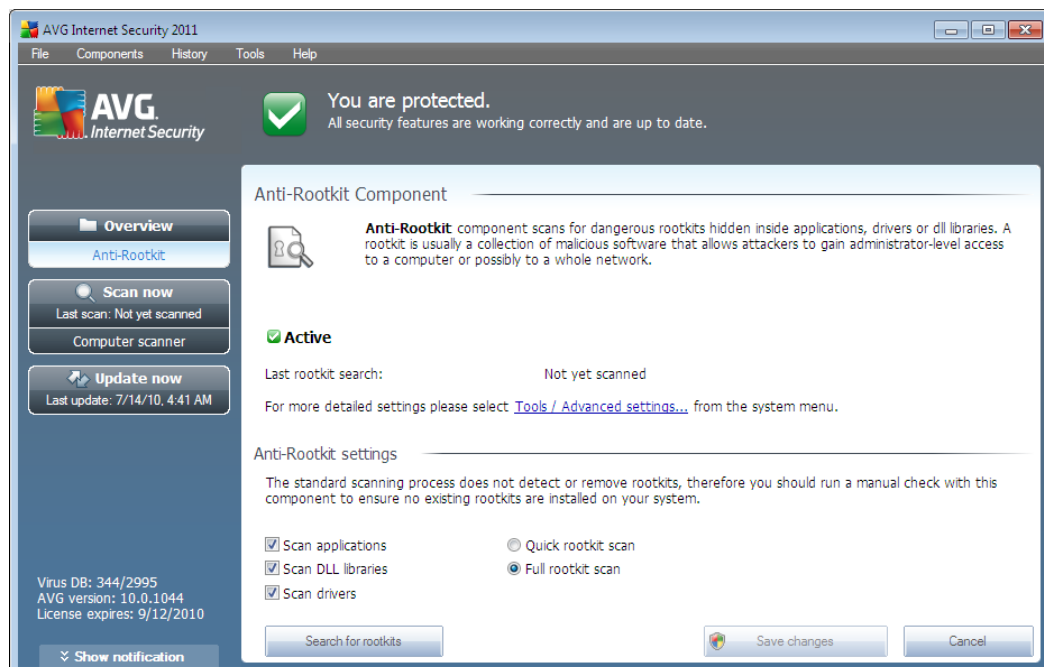 AVG Internet Security 2011
File Components History Tools Help
AVG.
Internet Security
You are protected.
All security features are working correctly and are up to date.
Overview
Anti-Rootkit
Scan now
Last scan: Not yet scanned
Computer scanner
Update now
Last update: 7/14/10, 4:41 AM
Virus DB: 344/2995
AVG version: 10.0.1044
License expires: 9/12/2010
Show notification
Anti-Rootkit Component
Anti-Rootkit component scans for dangerous rootkits hidden inside applications, drivers or dll libraries. A
rootkit is usually a collection of malicious software that allows attackers to gain administrator-level access
to a computer or possibly to a whole network.
Active
Last rootkit search: Not yet scanned
For more detailed settings please select Tools / Advanced settings... from the system menu.
Anti-Rootkit settings
The standard scanning process does not detect or remove rootkits, therefore you should run a manual check with this
component to ensure no existing rootkits are installed on your system.
Scan applications Quick rootkit scan
Scan DLL libraries Full rootkit scan
Scan drivers
Search for rootkits Save changes Cancel